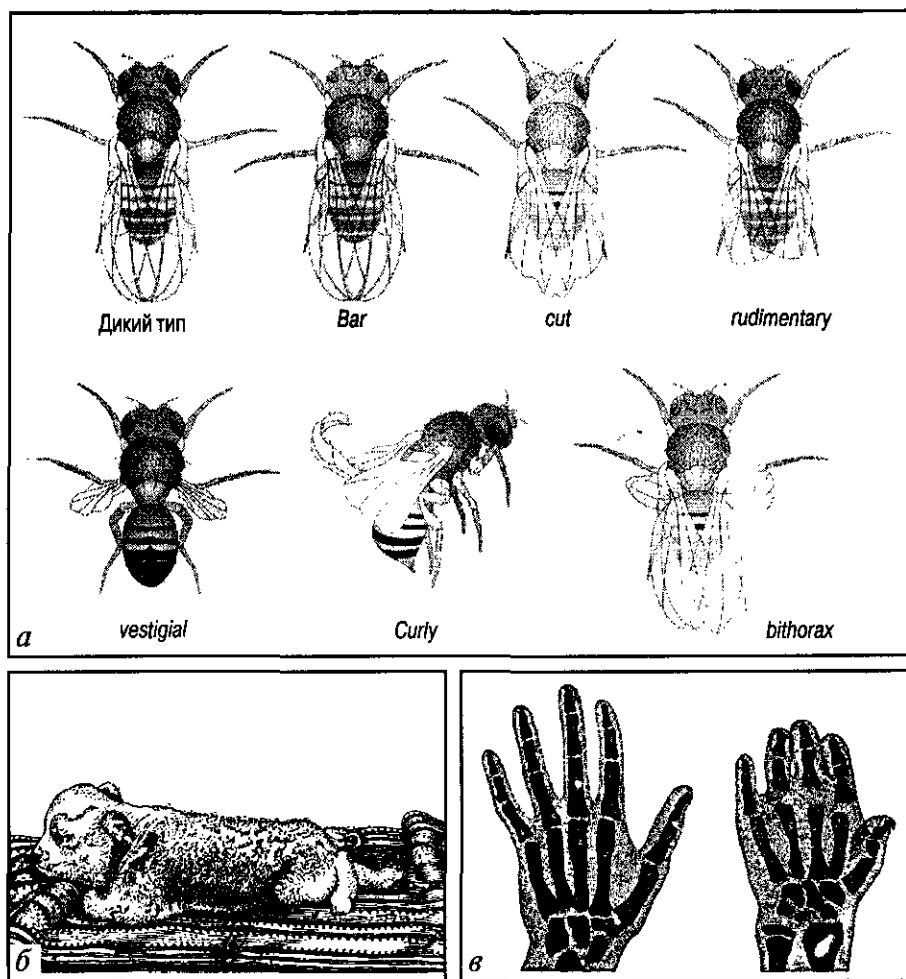 Дикий тип
Bar
cut
rudimentary
а
vestigial
Curly
bithorax
б
в